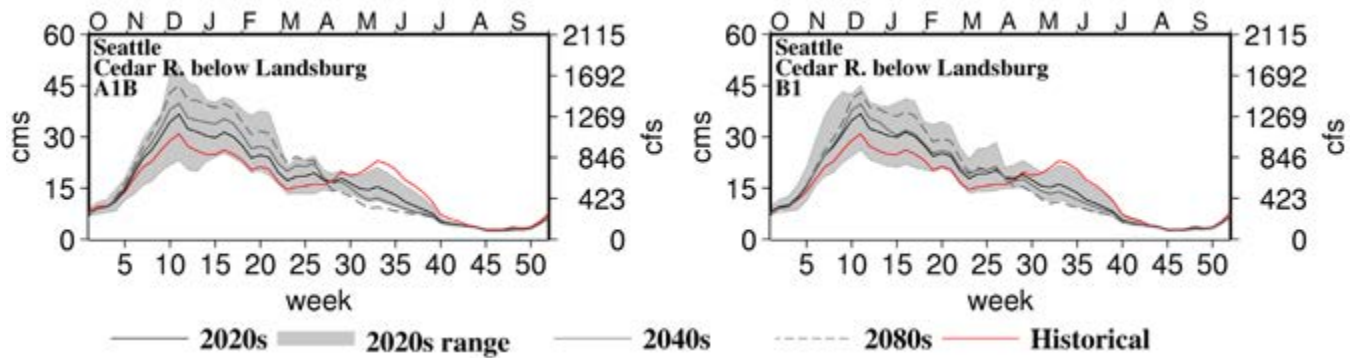 O N D J F M A M J J A S
60 2115
Seattle
Cedar R. below Landsburg
A1B
45 1692
30 1269
846
15 423
0 0
cms
cfs
5 10 15 20 25 30 35 40 45 50
week
O N D J F M A M J J A S
60 2115
Seattle
Cedar R. below Landsburg
B1
45 1692
30 1269
846
15 423
0 0
cms
cfs
5 10 15 20 25 30 35 40 45 50
week
2020s 2020s range 2040s 2080s Historical